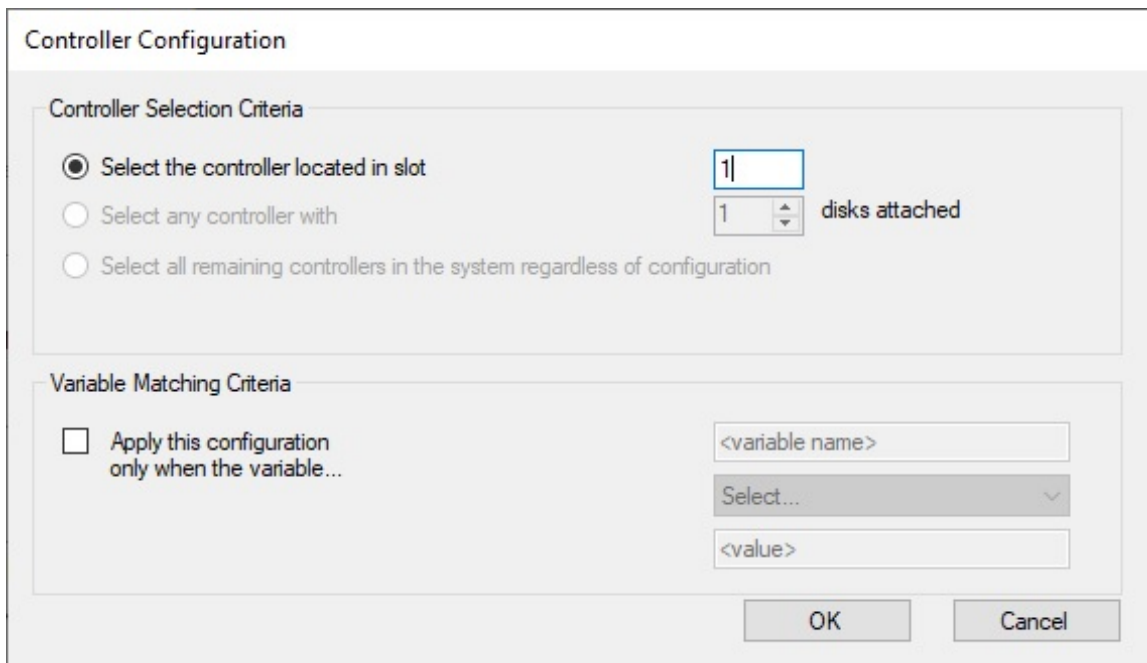 Controller Configuration
Controller Selection Criteria
Select the controller located in slot 1
Select any controller with 1 disks attached
Select all remaining controllers in the system regardless of configuration
Variable Matching Criteria
Apply this configuration <variable name>
only when the variable...
Select...
<value>
OK Cancel